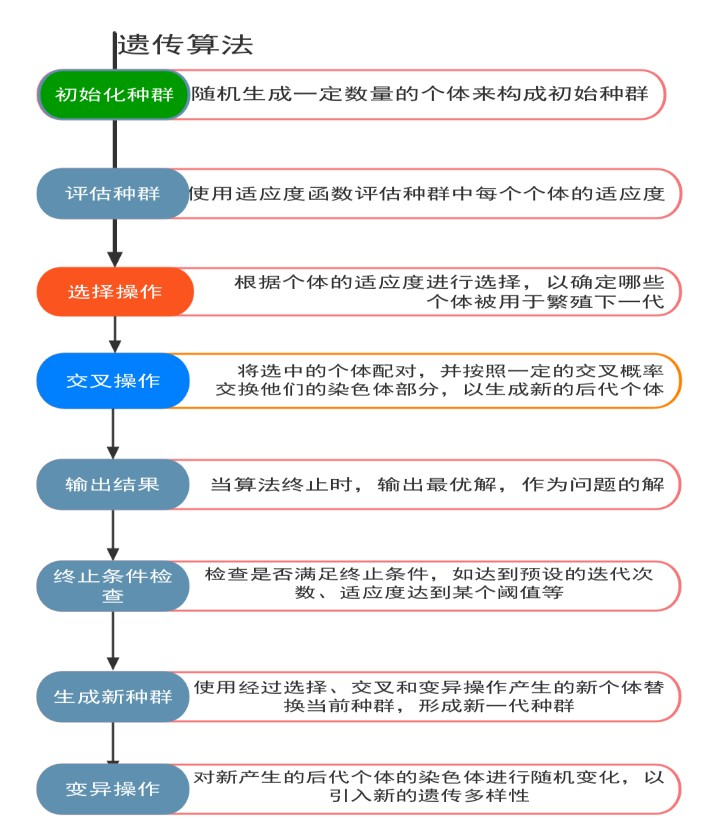 遗传算法
初始化种群
随机生成一定数量的个体来构成初始种群
评估种群
使用适应度函数评估种群中每个个体的适应度
选择操作
根据个体的适应度进行选择，以确定哪些
个体被用于繁殖下一代
交叉操作
将选中的个体配对，并按照一定的交叉概率
交换他们的染色体部分，以生成新的后代个体
输出结果
当算法终止时，输出最优解，作为问题的解
终止条件检
查
检查是否满足终止条件，如达到预设的迭代次
数、适应度达到某个阈值等
生成新种群
使用经过选择、交叉和变异操作产生的新个体替
换当前种群，形成新一代种群
变异操作
对新产生的后代个体的染色体进行随机变化，以
引入新的遗传多样性